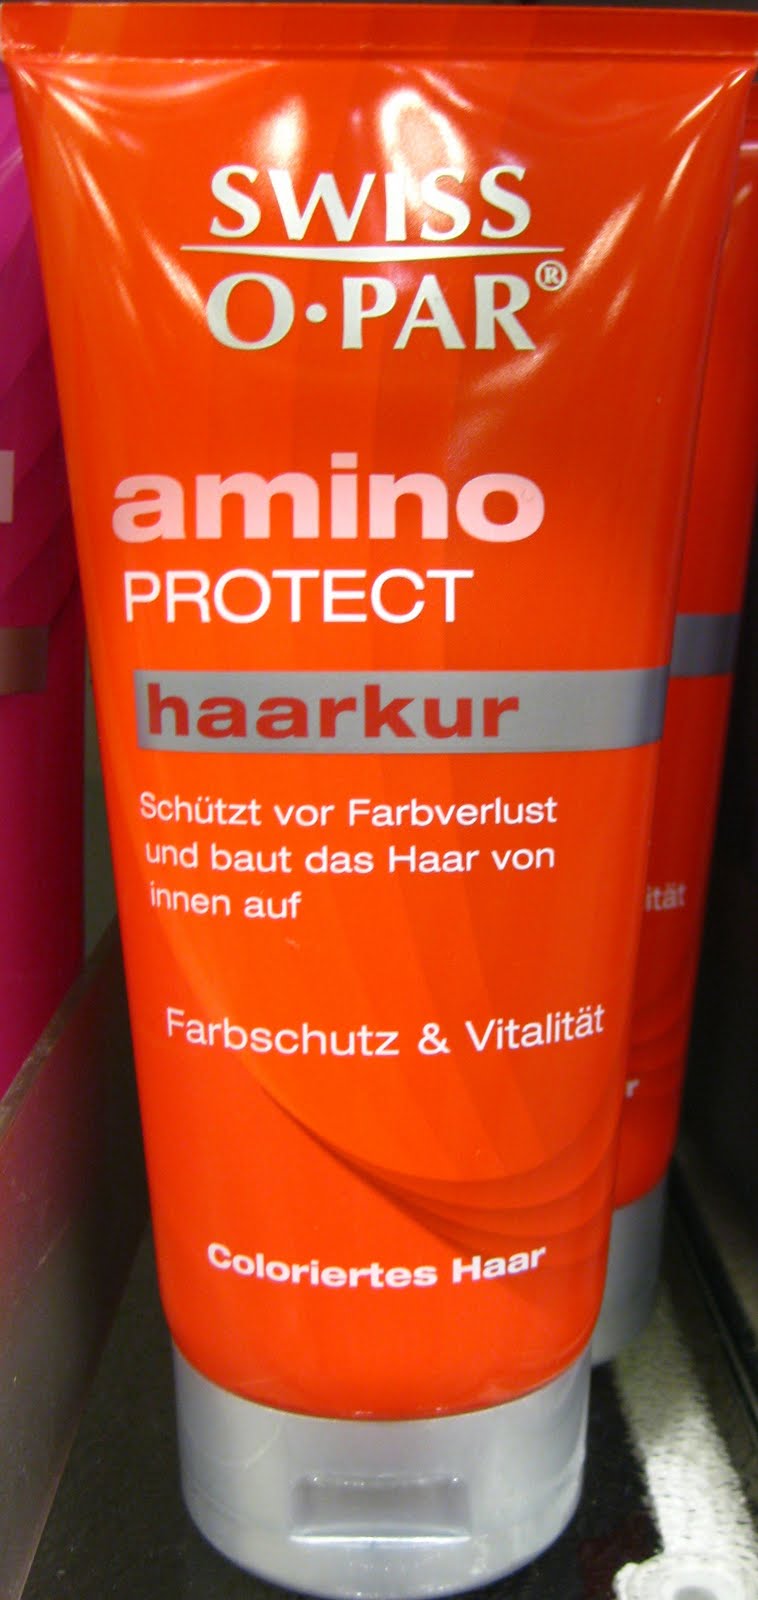 SWISS
O·PAR®
amino
PROTECT
haarkur
Schützt vor Farbverlust
und baut das Haar von
innen auf
Farbschutz & Vitalität
Coloriertes Haar